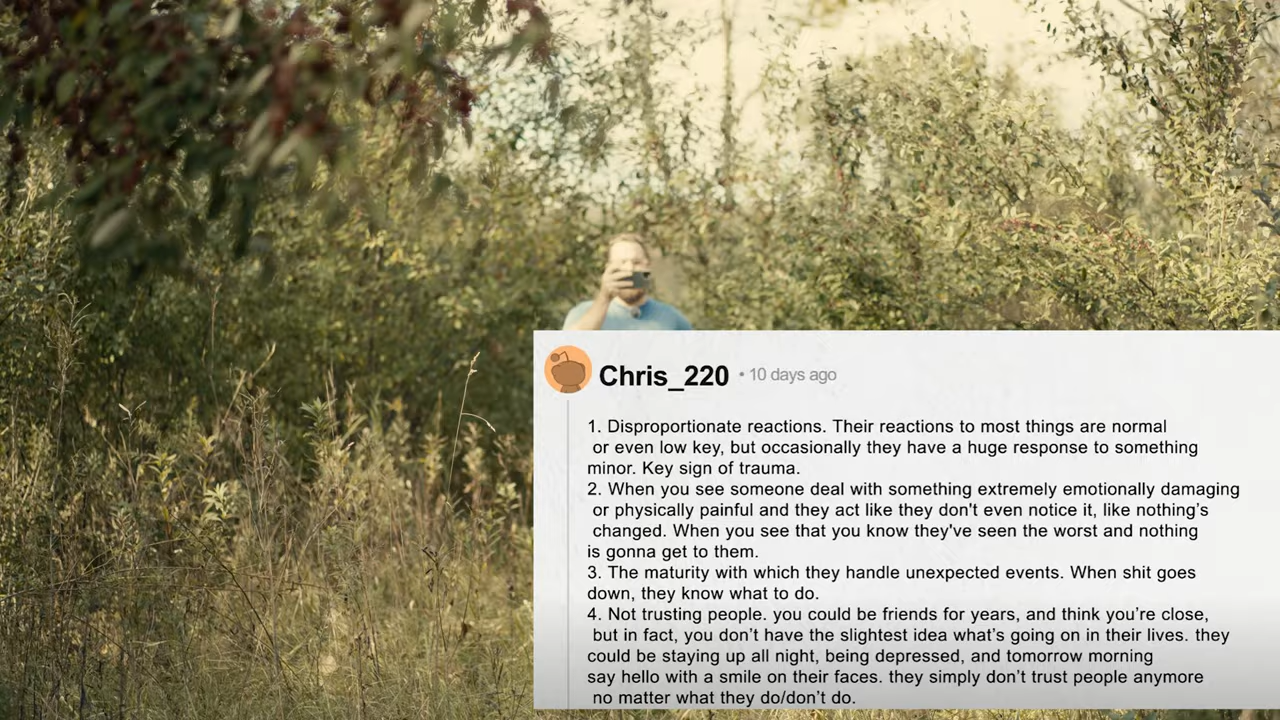 Chris_220 • 10 days ago
1. Disproportionate reactions. Their reactions to most things are normal
or even low key, but occasionally they have a huge response to something
minor. Key sign of trauma.
2. When you see someone deal with something extremely emotionally damaging
or physically painful and they act like they don't even notice it, like nothing's
changed. When you see that you know they've seen the worst and nothing
is gonna get to them.
3. The maturity with which they handle unexpected events. When shit goes
down, they know what to do.
4. Not trusting people. you could be friends for years, and think you’re close,
but in fact, you don’t have the slightest idea what’s going on in their lives. they
could be staying up all night, being depressed, and tomorrow morning
say hello with a smile on their faces. they simply don’t trust people anymore
no matter what they do/don’t do.